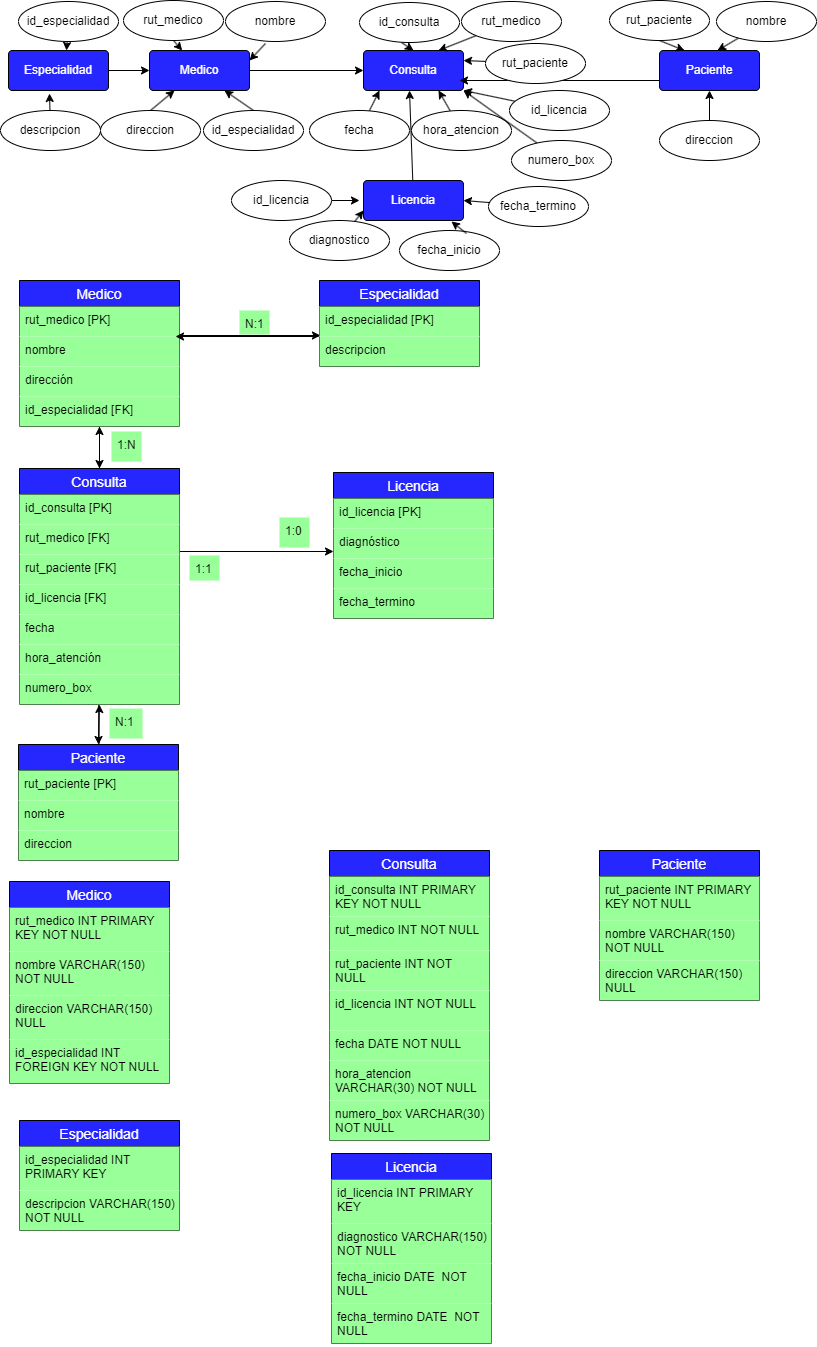 id_especialidad
rut_medico
nombre
id_consulta
rut_medico
rut_paciente
nombre
Especialidad
Medico
Consulta
rut_paciente
Paciente
descripcion
direccion
id_especialidad
fecha
hora_atencion
id_licencia
numero_box
direccion
id_licencia
Licencia
fecha_termino
diagnostico
fecha_inicio
Medico
rut_medico [PK]
nombre
dirección
id_especialidad [FK]
N:1
Especialidad
id_especialidad [PK]
descripcion
1:N
Consulta
id_consulta [PK]
rut_medico [FK]
rut_paciente [FK]
id_licencia [FK]
fecha
hora_atención
numero_box
1:0
1:1
Licencia
id_licencia [PK]
diagnóstico
fecha_inicio
fecha_termino
N:1
Paciente
rut_paciente [PK]
nombre
direccion
Medico
rut_medico INT PRIMARY
KEY NOT NULL
nombre VARCHAR(150)
NOT NULL
direccion VARCHAR(150)
NULL
id_especialidad INT
FOREIGN KEY NOT NULL
Consulta
id_consulta INT PRIMARY
KEY NOT NULL
rut_medico INT NOT NULL
rut_paciente INT NOT
NULL
id_licencia INT NOT NULL
fecha DATE NOT NULL
hora_atencion
VARCHAR(30) NOT NULL
numero_box VARCHAR(30)
NOT NULL
Paciente
rut_paciente INT PRIMARY
KEY NOT NULL
nombre VARCHAR(150)
NOT NULL
direccion VARCHAR(150)
NULL
Especialidad
id_especialidad INT
PRIMARY KEY
descripcion VARCHAR(150)
NOT NULL
Licencia
id_licencia INT PRIMARY
KEY
diagnostico VARCHAR(150)
NOT NULL
fecha_inicio DATE  NOT
NULL
fecha_termino DATE  NOT
NULL